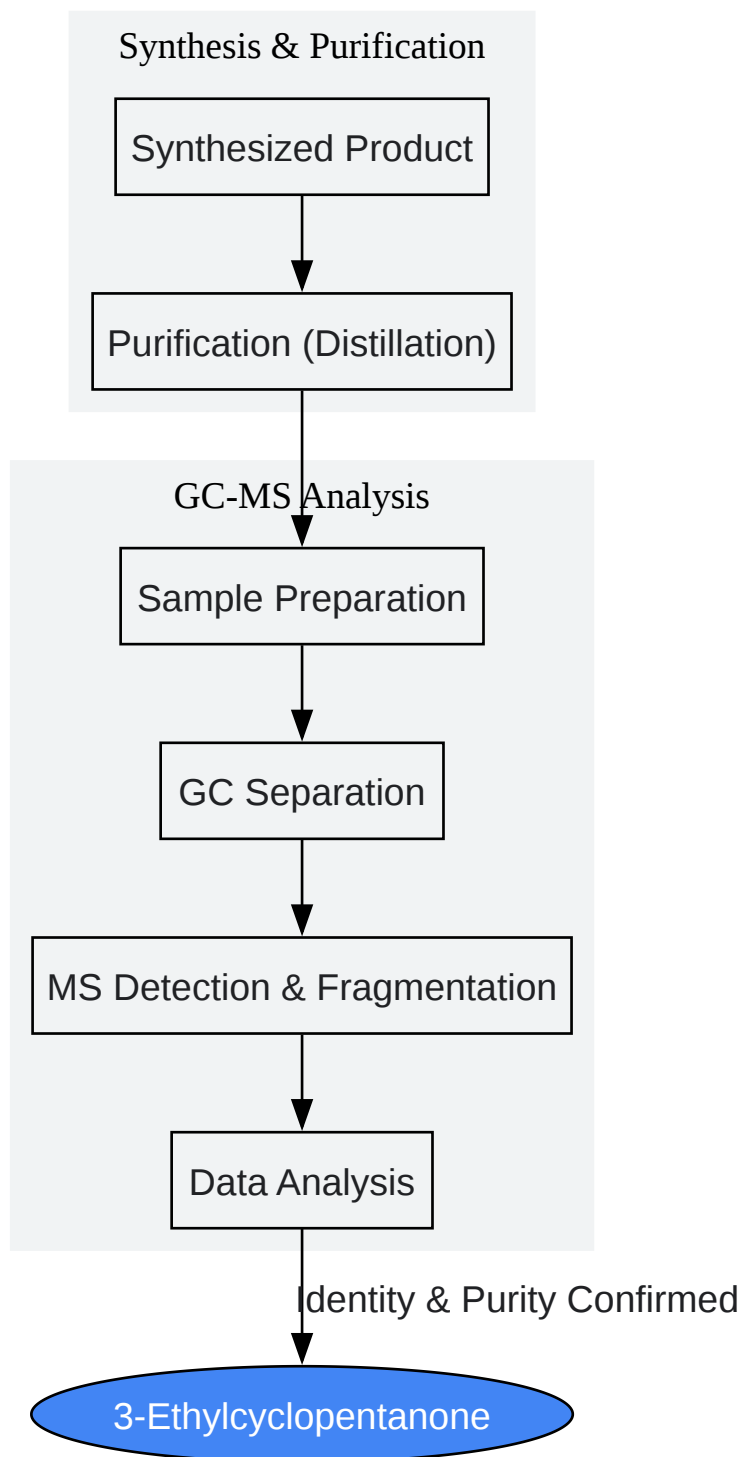 Synthesis & Purification
Synthesized Product
Purification (Distillation)
GC-MS Analysis
Sample Preparation
GC Separation
MS Detection & Fragmentation
Data Analysis
Identity & Purity Confirmed
3-Ethylcyclopentanone